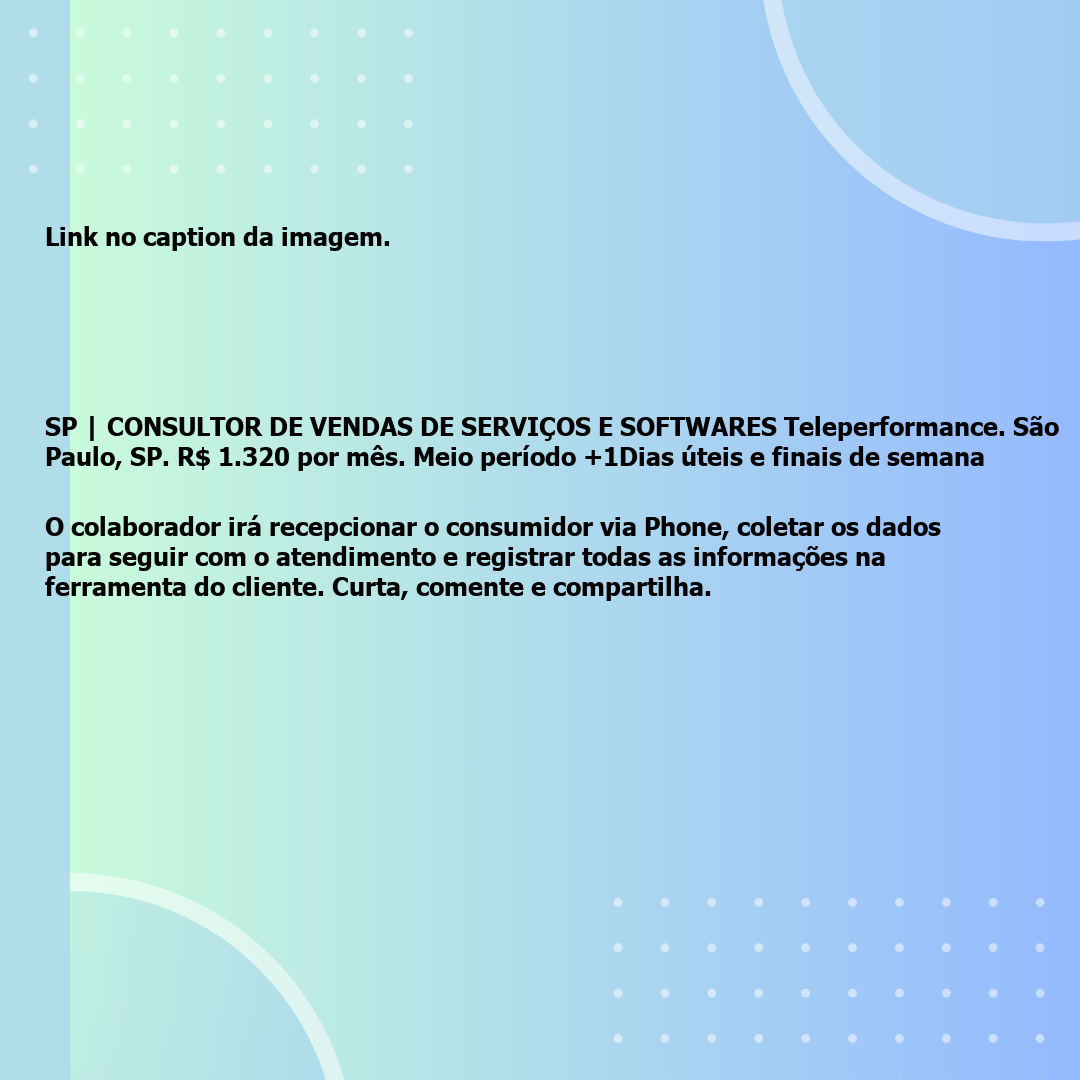 Link no caption da imagem.
SP | CONSULTOR DE VENDAS DE SERVIÇOS E SOFTWARES Teleperformance. São
Paulo, SP. R$ 1.320 por mês. Meio período +1Dias úteis e finais de semana
O colaborador irá recepcionar o consumidor via Phone, coletar os dados
para seguir com o atendimento e registrar todas as informações na
ferramenta do cliente. Curta, comente e compartilha.